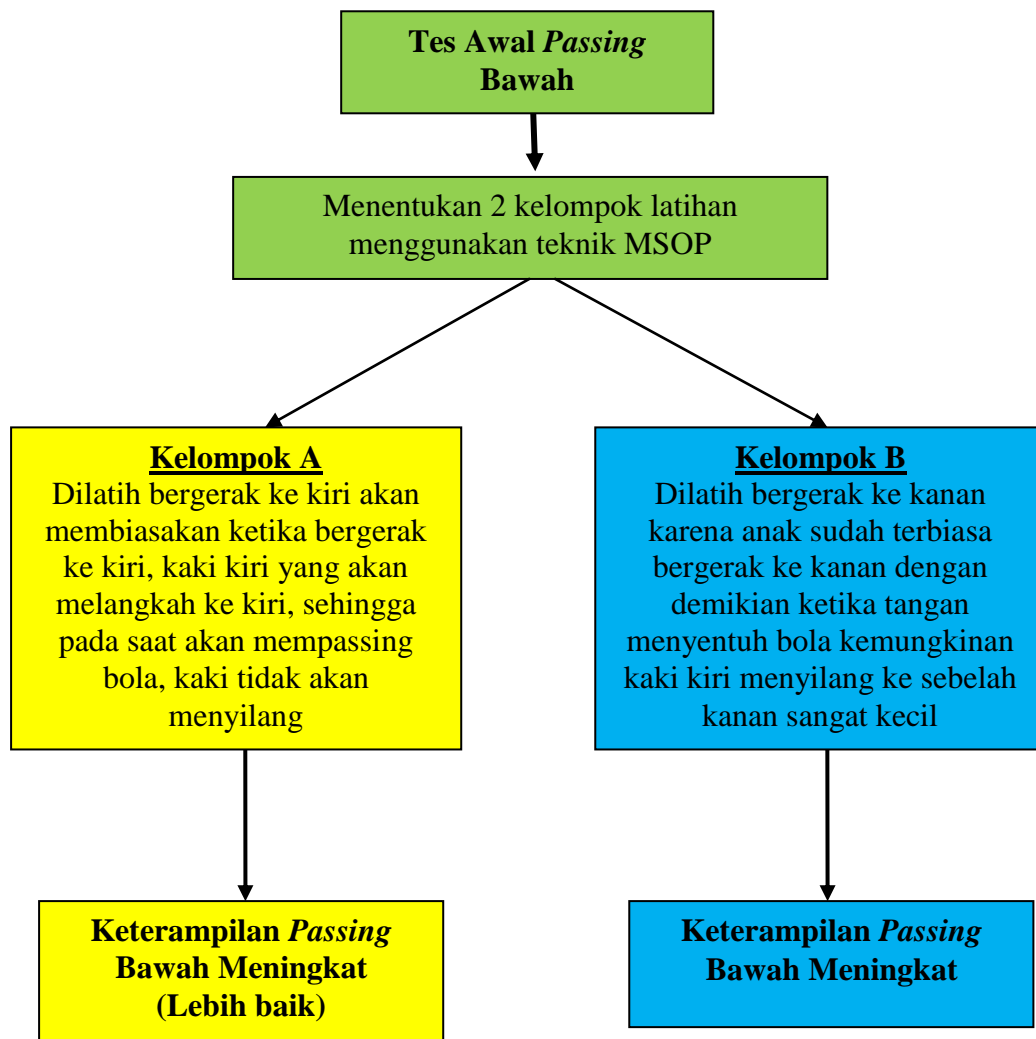 Tes Awal Passing
Bawah
Menentukan 2 kelompok latihan
menggunakan teknik MSOP
Kelompok A
Dilatih bergerak ke kiri akan
membiasakan ketika bergerak
ke kiri, kaki kiri yang akan
melangkah ke kiri, sehingga
pada saat akan mempassing
bola, kaki tidak akan
menyilang
Kelompok B
Dilatih bergerak ke kanan
karena anak sudah terbiasa
bergerak ke kanan dengan
demikian ketika tangan
menyentuh bola kemungkinan
kaki kiri menyilang ke sebelah
kanan sangat kecil
Keterampilan Passing
Bawah Meningkat
(Lebih baik)
Keterampilan Passing
Bawah Meningkat